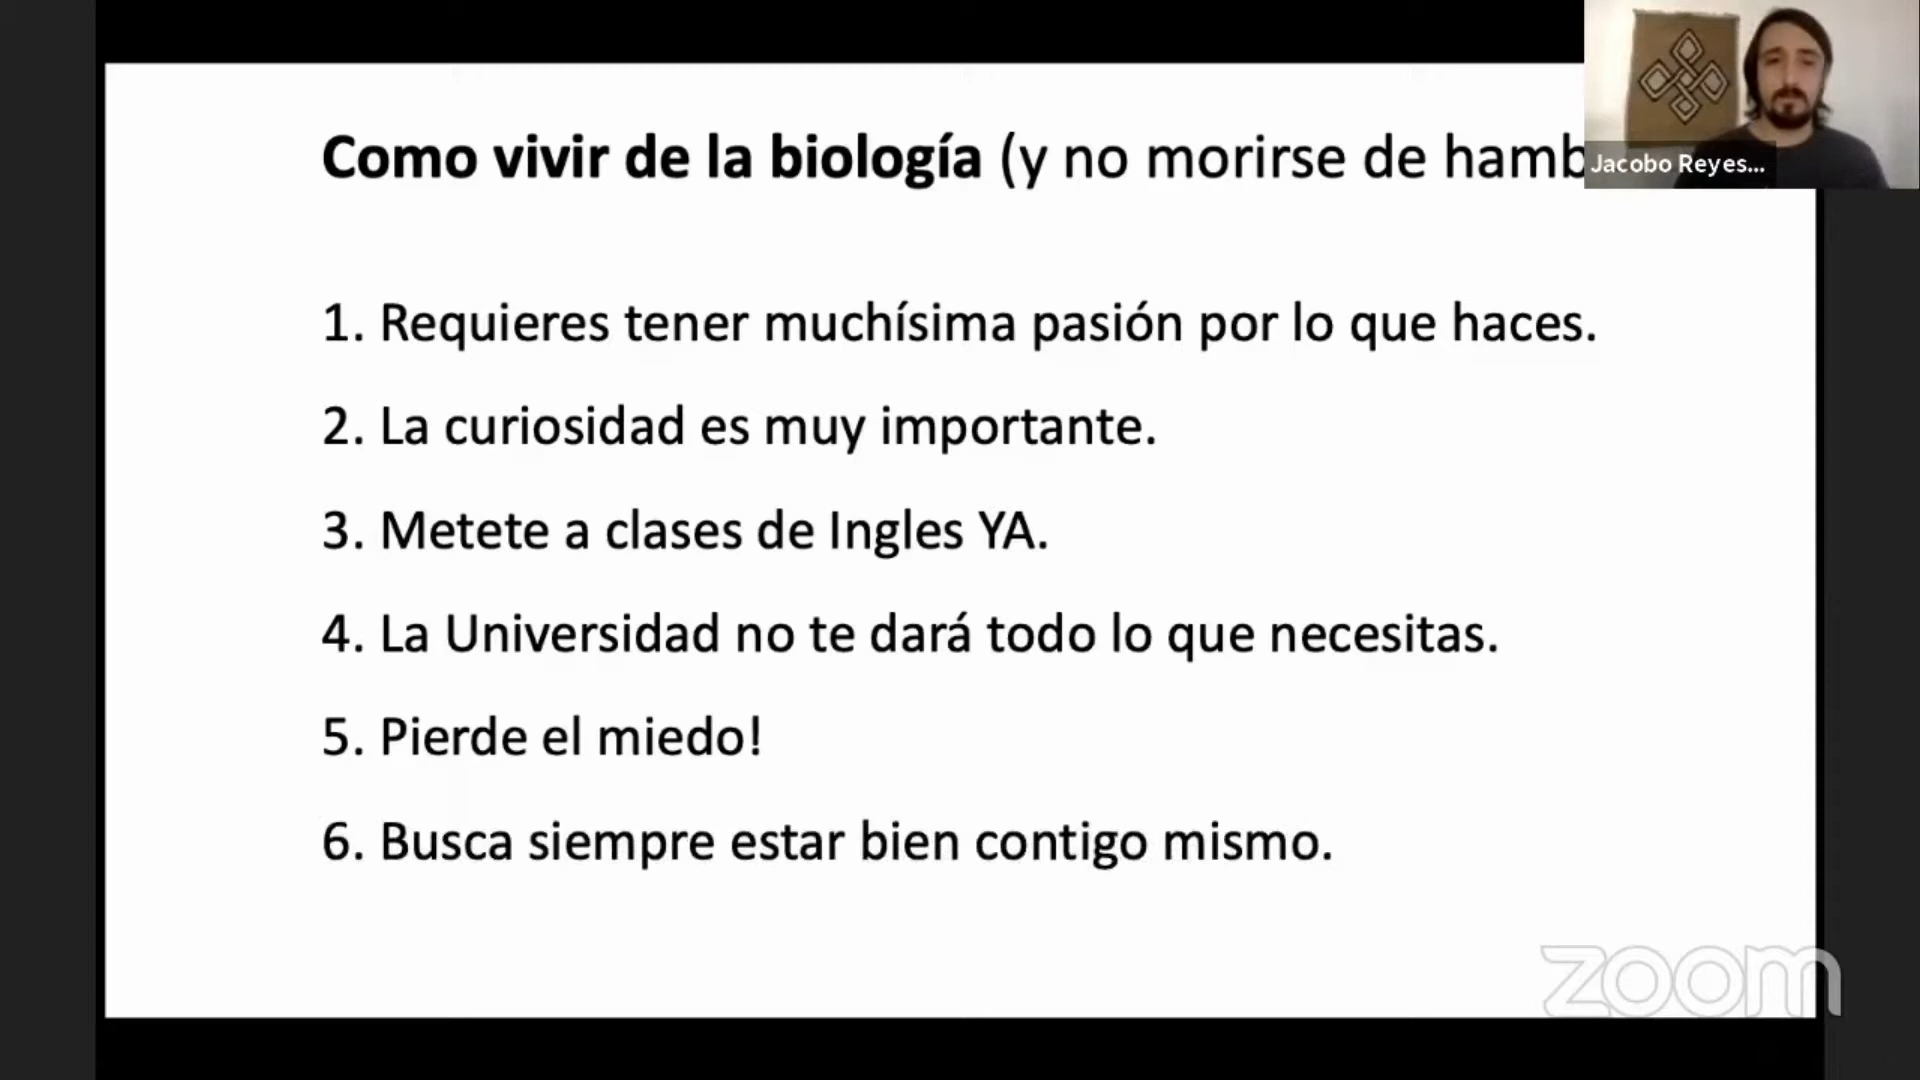 Como vivir de la biología (y no morirse de hamb
Jacobo Reyes...
1. Requieres tener muchísima pasión por lo que haces.
2. La curiosidad es muy importante.
3. Metete a clases de Ingles YA.
4. La Universidad no te dará todo lo que necesitas.
5. Pierde el miedo!
6. Busca siempre estar bien contigo mismo.
zoom